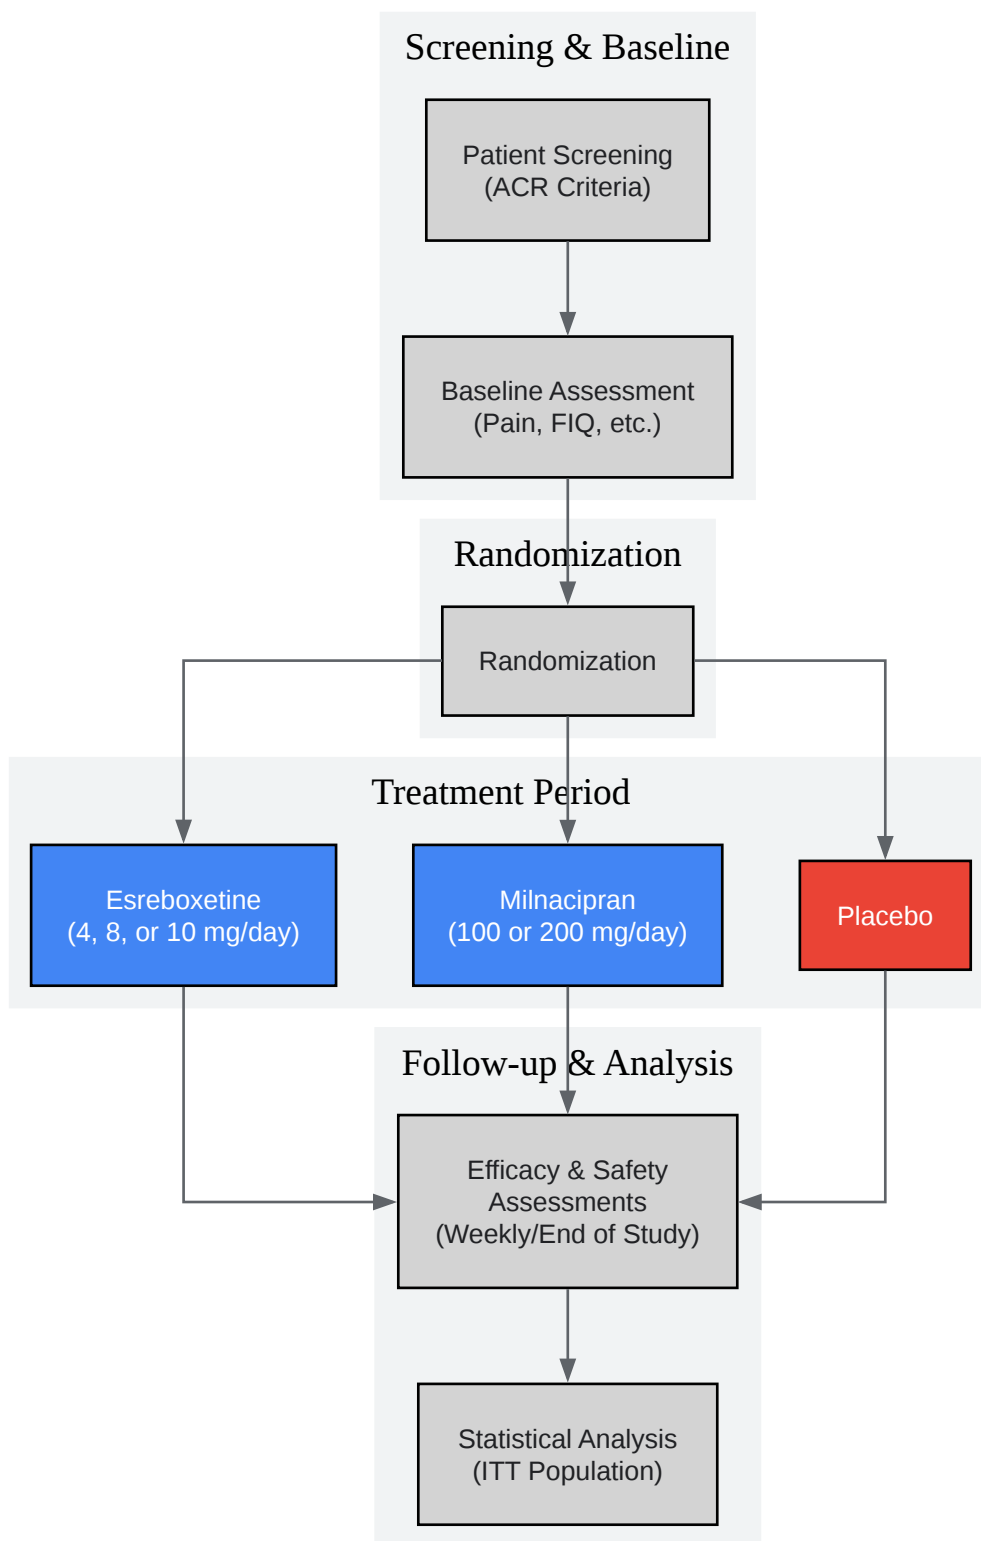 Screening & Baseline
Patient Screening
(ACR Criteria)
Baseline Assessment
(Pain, FIQ, etc.)
Randomization
Randomization
Treatment Period
Esreboxetine
(4, 8, or 10 mg/day)
Milnacipran
(100 or 200 mg/day)
Placebo
Follow-up & Analysis
Efficacy & Safety
Assessments
(Weekly/End of Study)
Statistical Analysis
(ITT Population)